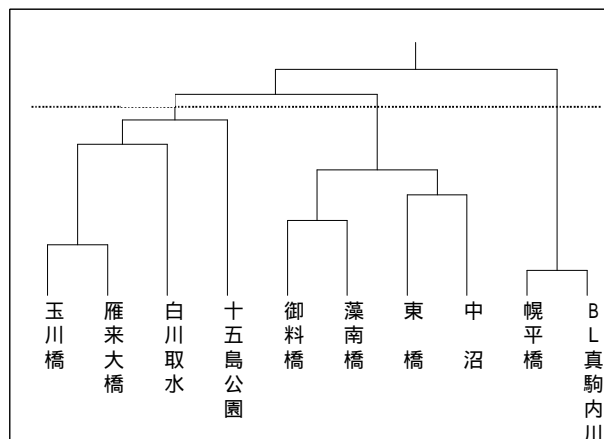 玉川橋
雁来大橋
白川取水
十五島公園
御料橋
藻南橋
東 橋
中 沼
幌平橋
BL真駒内川